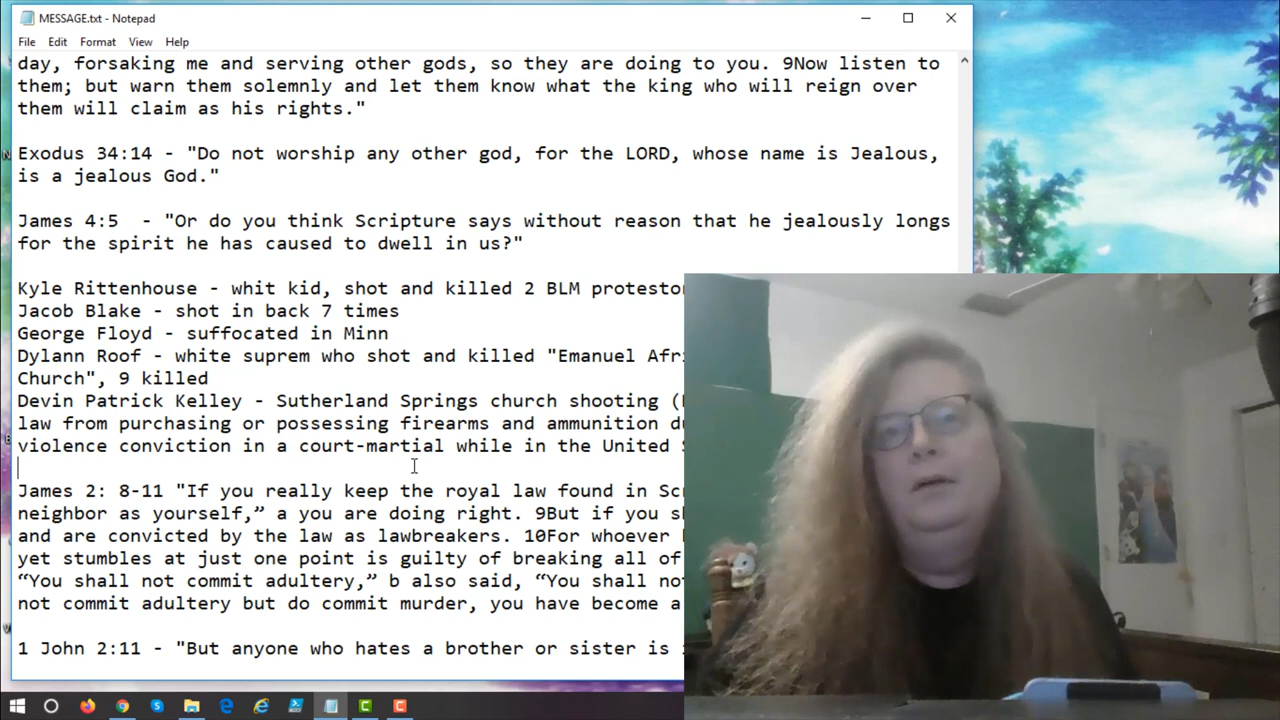 MESSAGE.txt - Notepad
File Edit Format View Help
day, forsaking me and serving other gods, so they are doing to you. 9Now listen to
them; but warn them solemnly and let them know what the king who will reign over
them will claim as his rights."
Exodus 34:14 - "Do not worship any other god, for the LORD, whose name is Jealous,
is a jealous God."
James 4:5  - "Or do you think Scripture says without reason that he jealously longs
for the spirit he has caused to dwell in us?"
Kyle Rittenhouse - whit kid, shot and killed 2 BLM protesto
Jacob Blake - shot in back 7 times
George Floyd - suffocated in Minn
Dylann Roof - white suprem who shot and killed "Emanuel Afri
Church", 9 killed
Devin Patrick Kelley - Sutherland Springs church shooting (
law from purchasing or possessing firearms and ammunition d
violence conviction in a court-martial while in the United
James 2: 8-11 "If you really keep the royal law found in Sc
neighbor as yourself,” a you are doing right. 9But if you s
and are convicted by the law as lawbreakers. 10For whoever
yet stumbles at just one point is guilty of breaking all of
“You shall not commit adultery,” b also said, “You shall no
not commit adultery but do commit murder, you have become a
1 John 2:11 - "But anyone who hates a brother or sister is